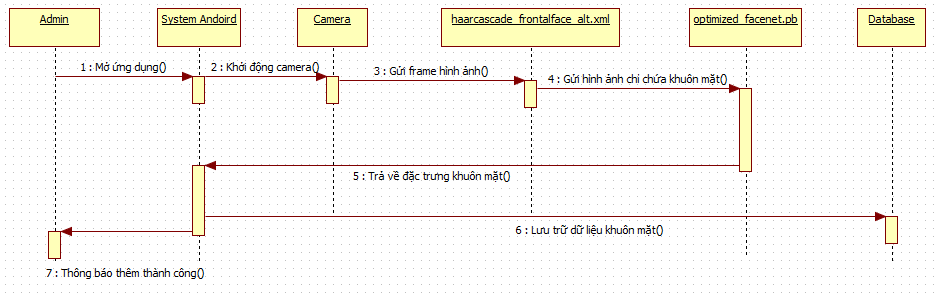 Admin
System Andoird
Camera
haarcascade_frontalface_alt.xml
optimized_facenet.pb
Database
1 : Mở ứng dụng()
2 : Khởi động camera()
3 : Gửi frame hình ảnh()
4 : Gửi hình ảnh chỉ chứa khuôn mặt()
5 : Trả về đặc trưng khuôn mặt()
6 : Lưu trữ dữ liệu khuôn mặt()
7 : Thông báo thêm thành công()